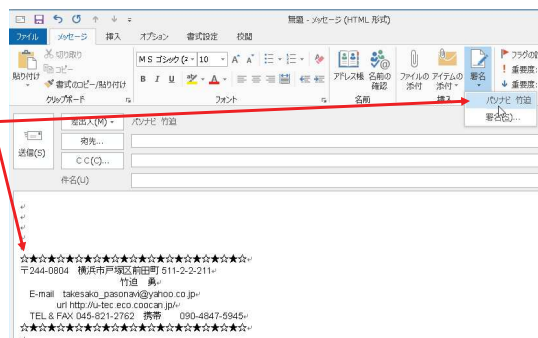 無題 - メッセージ (HTML 形式)
ファイル メッセージ 挿入 オプション 書式設定 校閲
貼り付け
切り取り
コピー
書式のコピー/貼り付け
クリップボード
ＭＳ ゴシック (ス 10
B I U
フォント
アドレス帳 名前の確認
名前
ファイルの添付 アイテムの添付 署名
挿入
フラグの設
重要度:
重要度:
パソナビ 竹迫
署名(S)...
送信(S)
差出人(M) パソナビ 竹迫
宛先...
ＣＣ(C)...
件名(U)
☆★☆★☆★☆★☆★☆★☆★☆★☆★☆★☆★☆★☆
〒244-0804 横浜市戸塚区前田町 511-2-2-211
竹迫 勇
E-mail takesako_pasonavi@yahoo.co.jp
url http://u-tec.eco.coocan.jp/
TEL & FAX 045-821-2762 携帯 090-4847-5945
☆★☆★☆★☆★☆★☆★☆★☆★☆★☆★☆★☆★☆